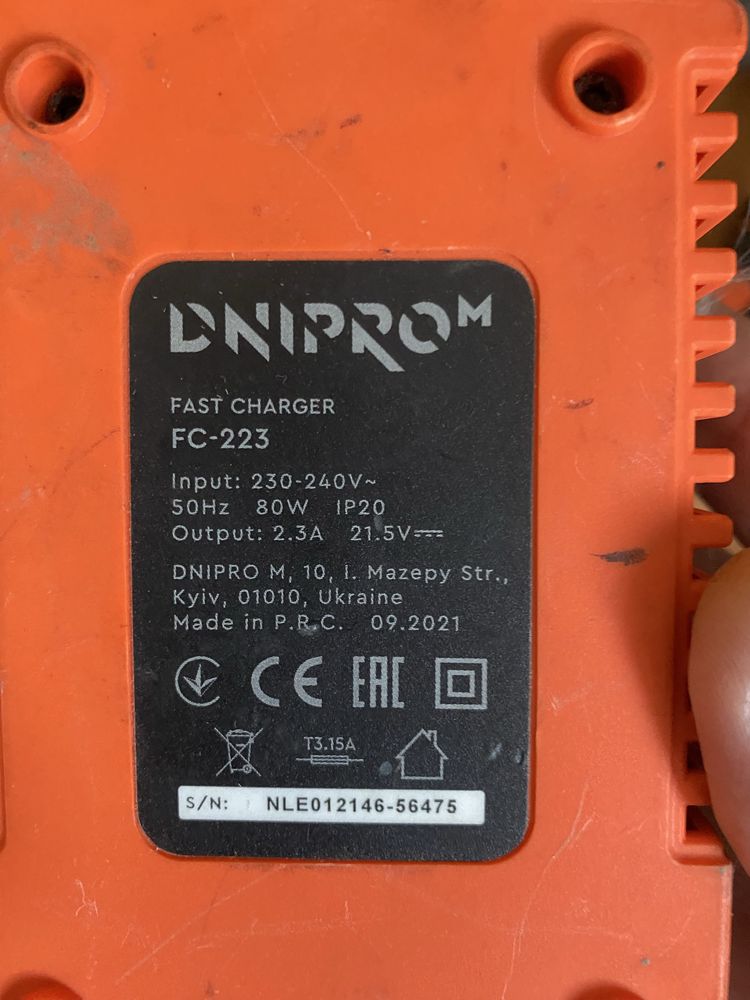 DNIPRO M
FAST CHARGER
FC-223
Input: 230-240V~
50Hz 80W IP20
Output: 2.3A 21.5V⎓
DNIPRO M, 10, I. Mazepy Str.,
Kyiv, 01010, Ukraine
Made in P.R.C. 09.2021
CE EAC
T3.15A
S/N: NLE012146-56475